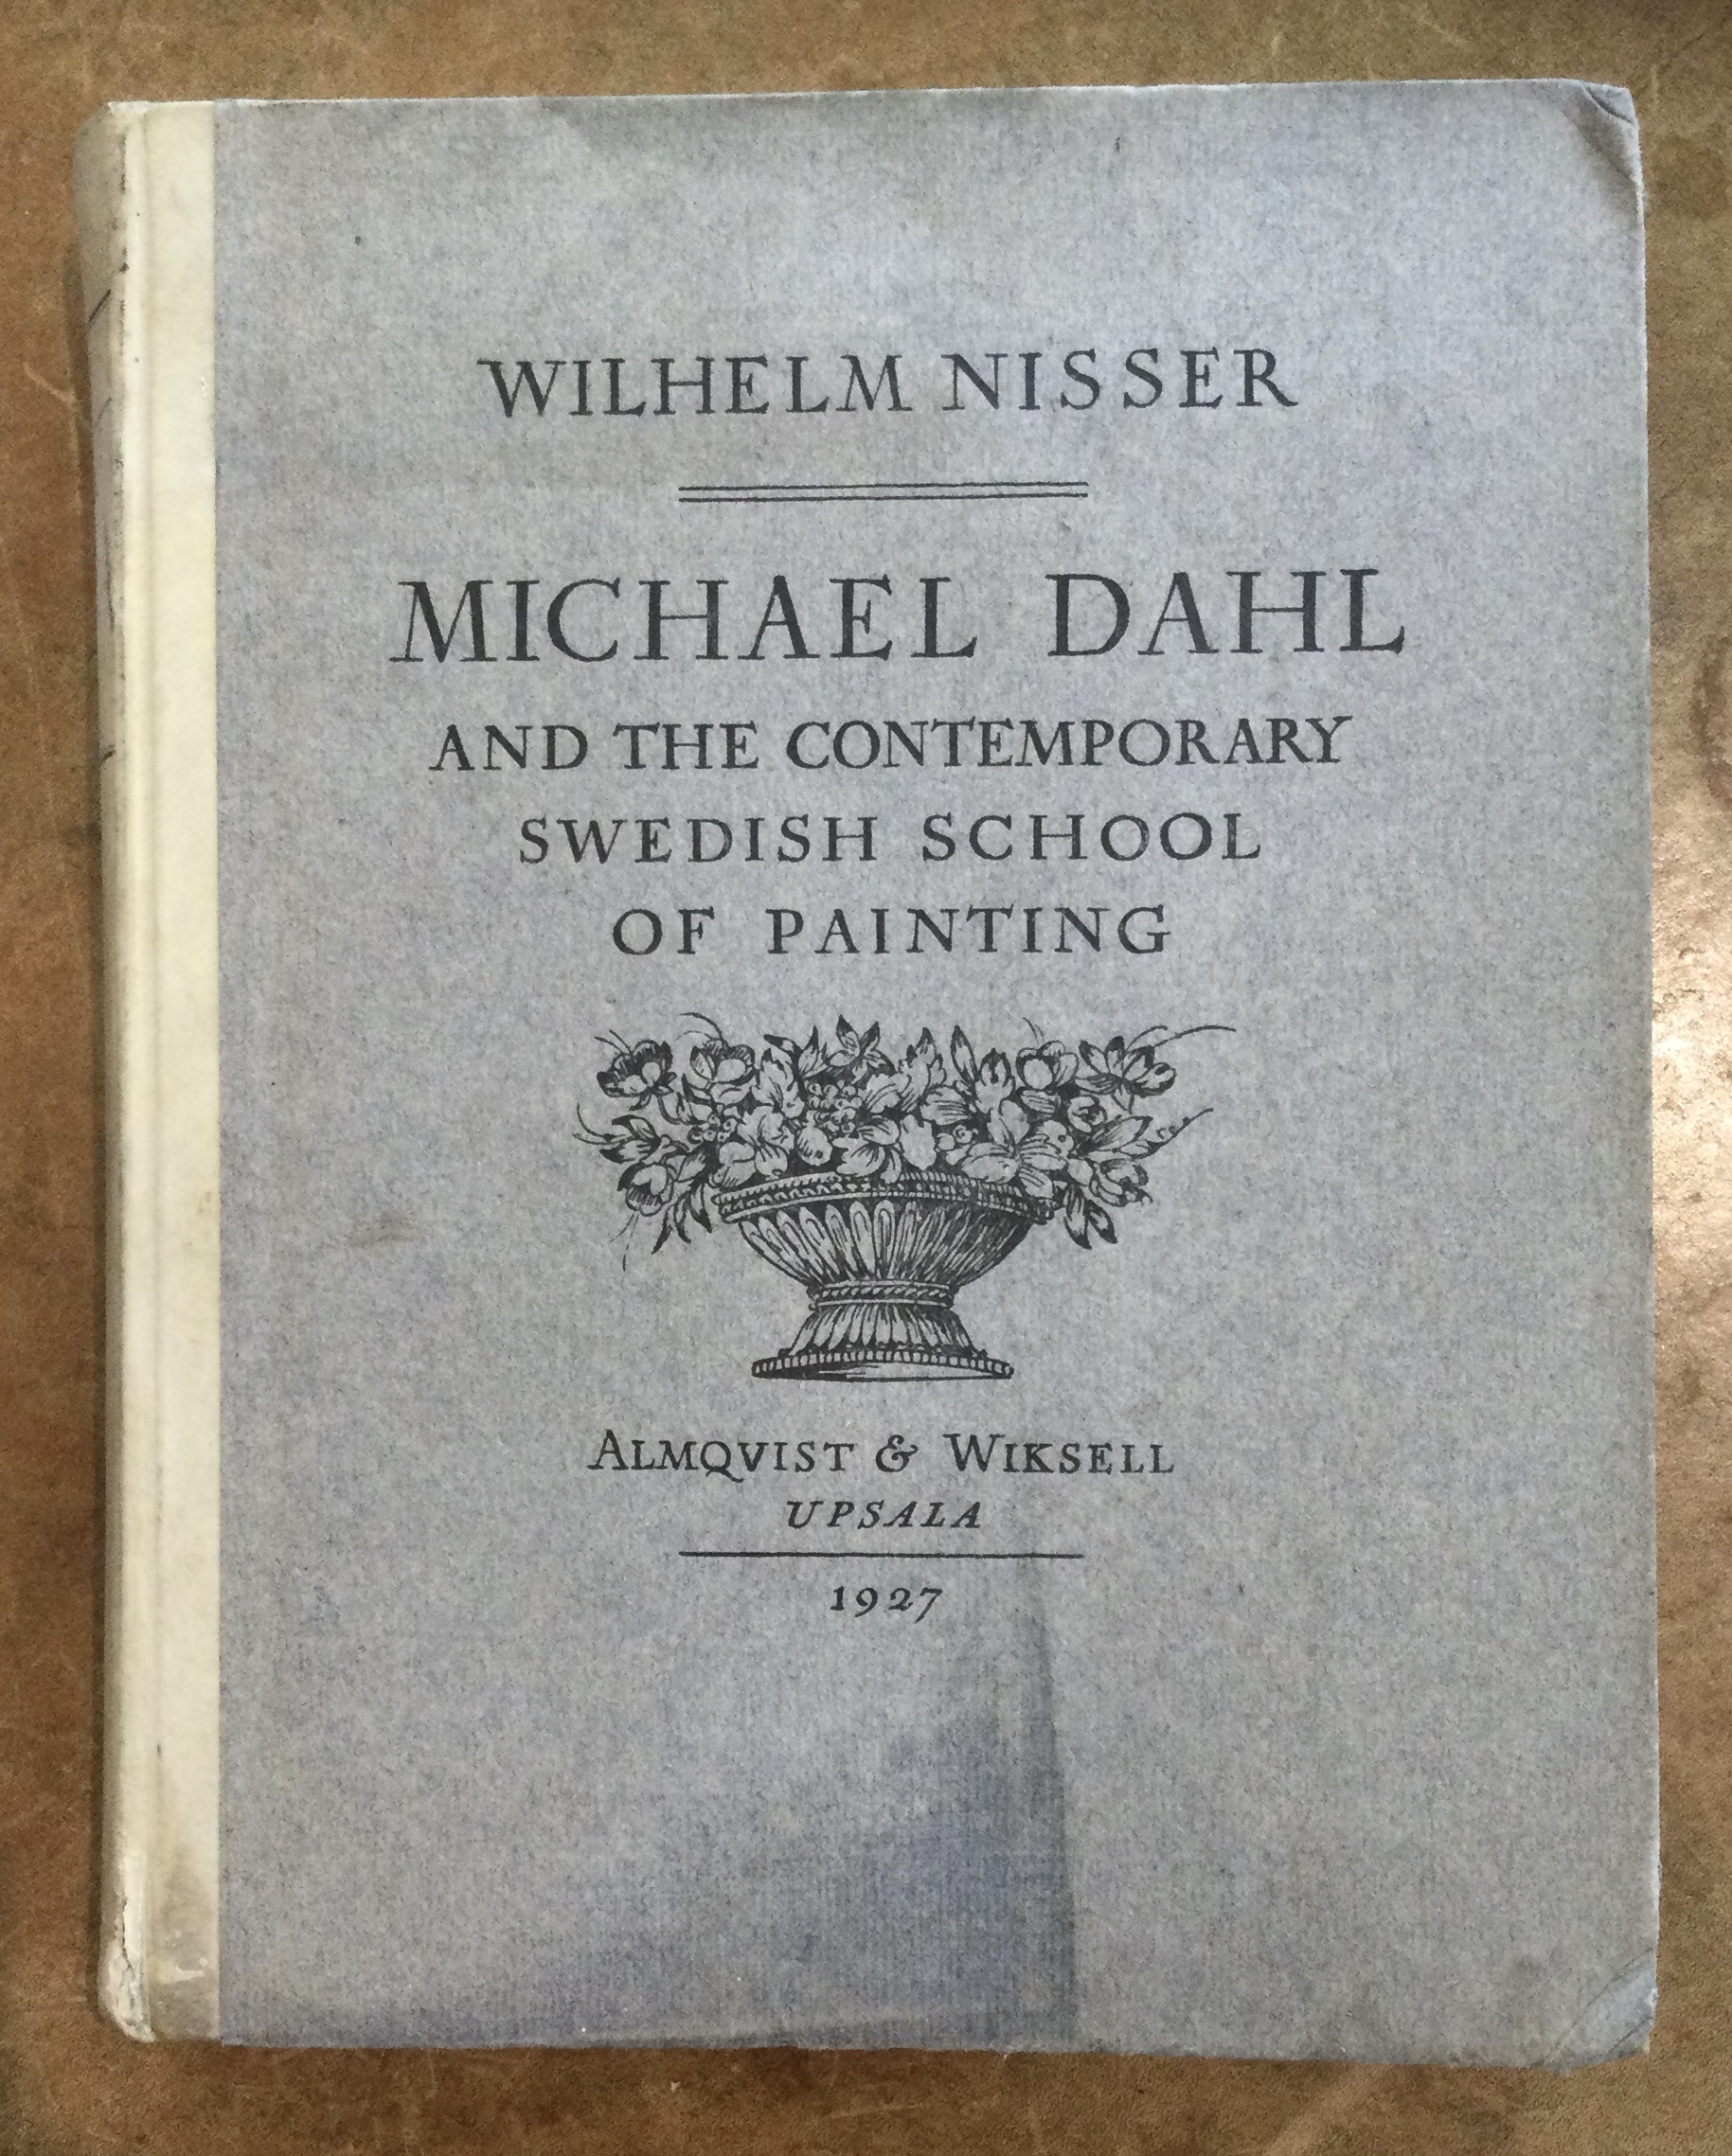 WILHELM NISSER
MICHAEL DAHL
AND THE CONTEMPORARY
SWEDISH SCHOOL
OF PAINTING
ALMQVIST & WIKSELL
UPSALA
1927